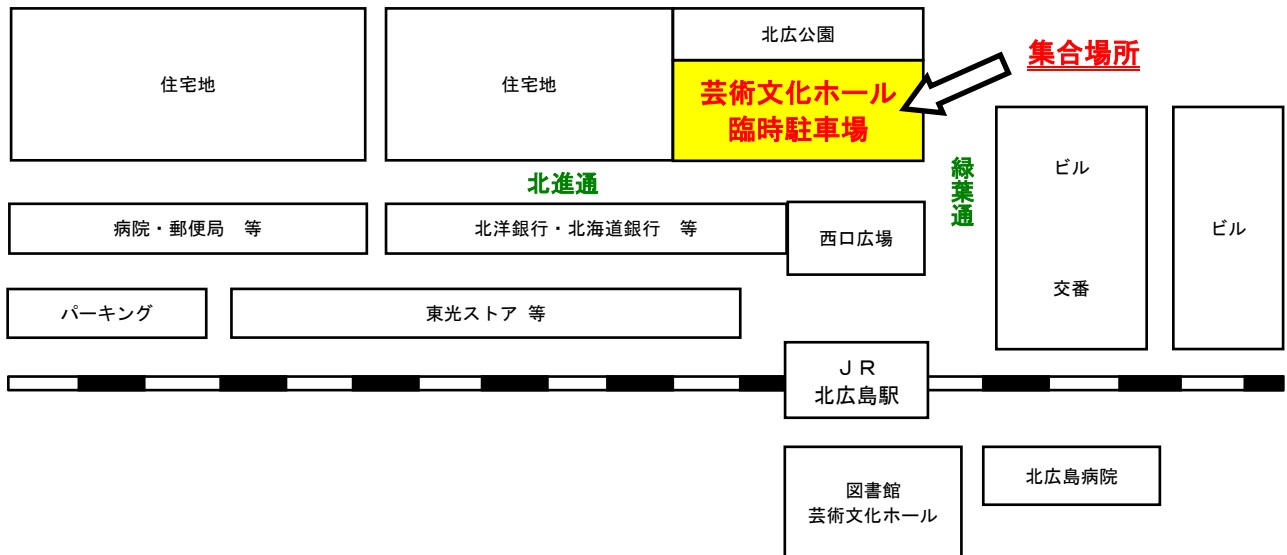 北広公園
集合場所
住宅地
住宅地
芸術文化ホール
臨時駐車場
北進通
緑葉通
ビル
ビル
病院・郵便局　等
北洋銀行・北海道銀行　等
西口広場
交番
パーキング
東光ストア 等
ＪＲ
北広島駅
図書館
芸術文化ホール
北広島病院